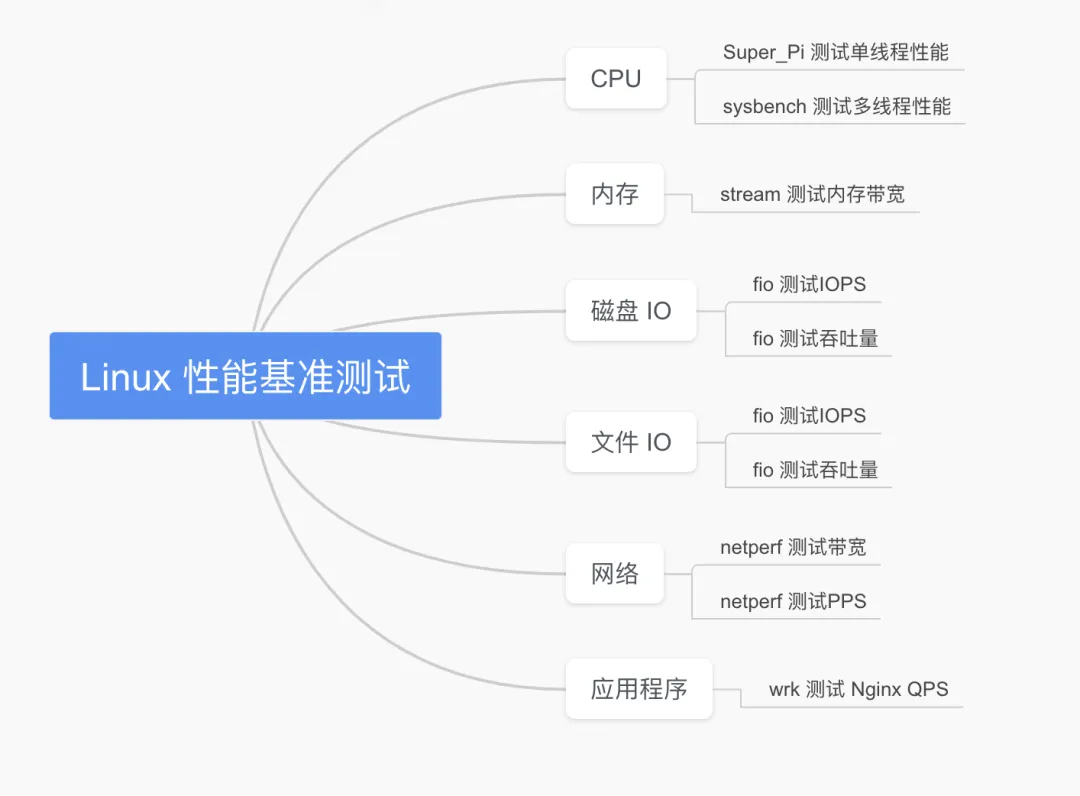 Linux 性能基准测试
CPU
Super_Pi 测试单线程性能
sysbench 测试多线程性能
内存
stream 测试内存带宽
磁盘 IO
fio 测试IOPS
fio 测试吞吐量
文件 IO
fio 测试IOPS
fio 测试吞吐量
网络
netperf 测试带宽
netperf 测试PPS
应用程序
wrk 测试 Nginx QPS